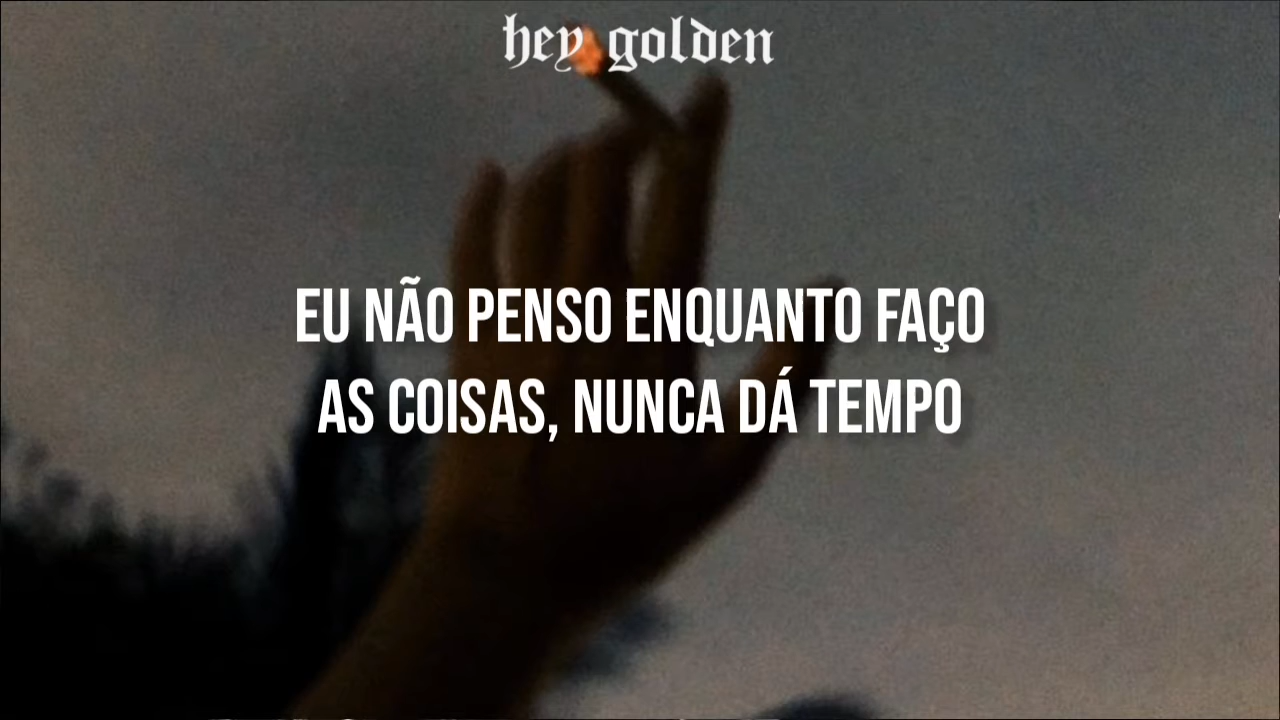 hey golden
EU NÃO PENSO ENQUANTO FAÇO
AS COISAS, NUNCA DÁ TEMPO